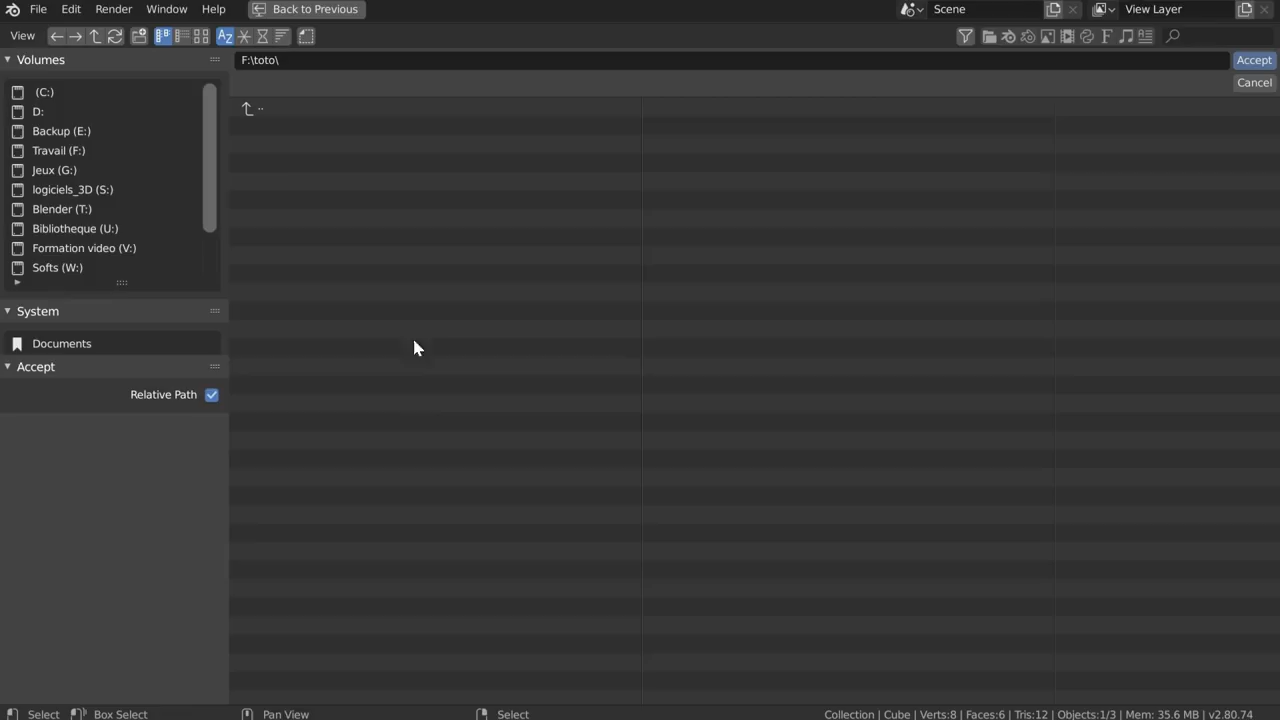 File Edit Render Window Help Back to Previous Scene View Layer
View
Volumes
F:\toto\
Accept
Cancel
(C:)
..
D:
Backup (E:)
Travail (F:)
Jeux (G:)
logiciels_3D (S:)
Blender (T:)
Bibliotheque (U:)
Formation video (V:)
Softs (W:)
System
Documents
Accept
Relative Path
Select Box Select Pan View Select Collection | Cube | Verts:8 | Faces:6 | Tris:12 | Objects:1/3 | Mem: 35.6 MB | v2.80.74